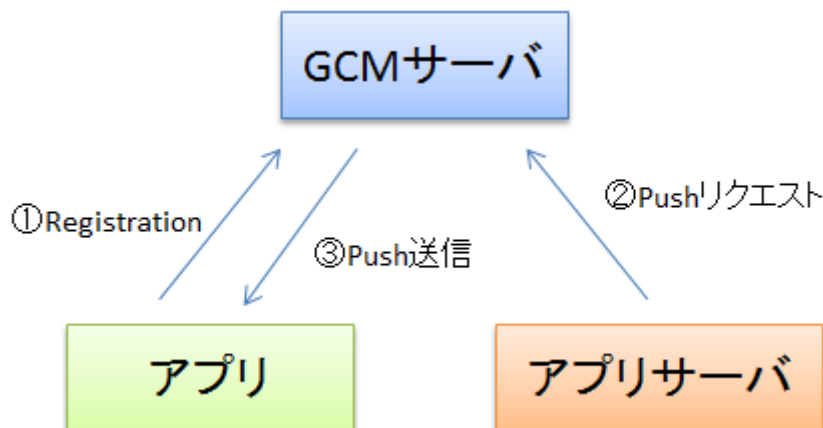 GCMサーバ
①Registration
②Pushリクエスト
③Push送信
アプリ
アプリサーバ